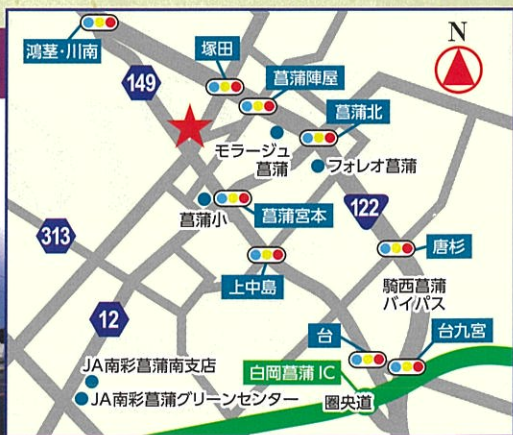 鴻茎・川南
塚田
N
149
菖蒲陣屋
菖蒲北
モラージュ
菖蒲
フォレオ菖蒲
菖蒲小
菖蒲宮本
122
313
唐杉
上中島
騎西菖蒲
バイパス
12
台
台九宮
JA南彩菖蒲南支店
白岡菖蒲IC
JA南彩菖蒲グリーンセンター
圏央道